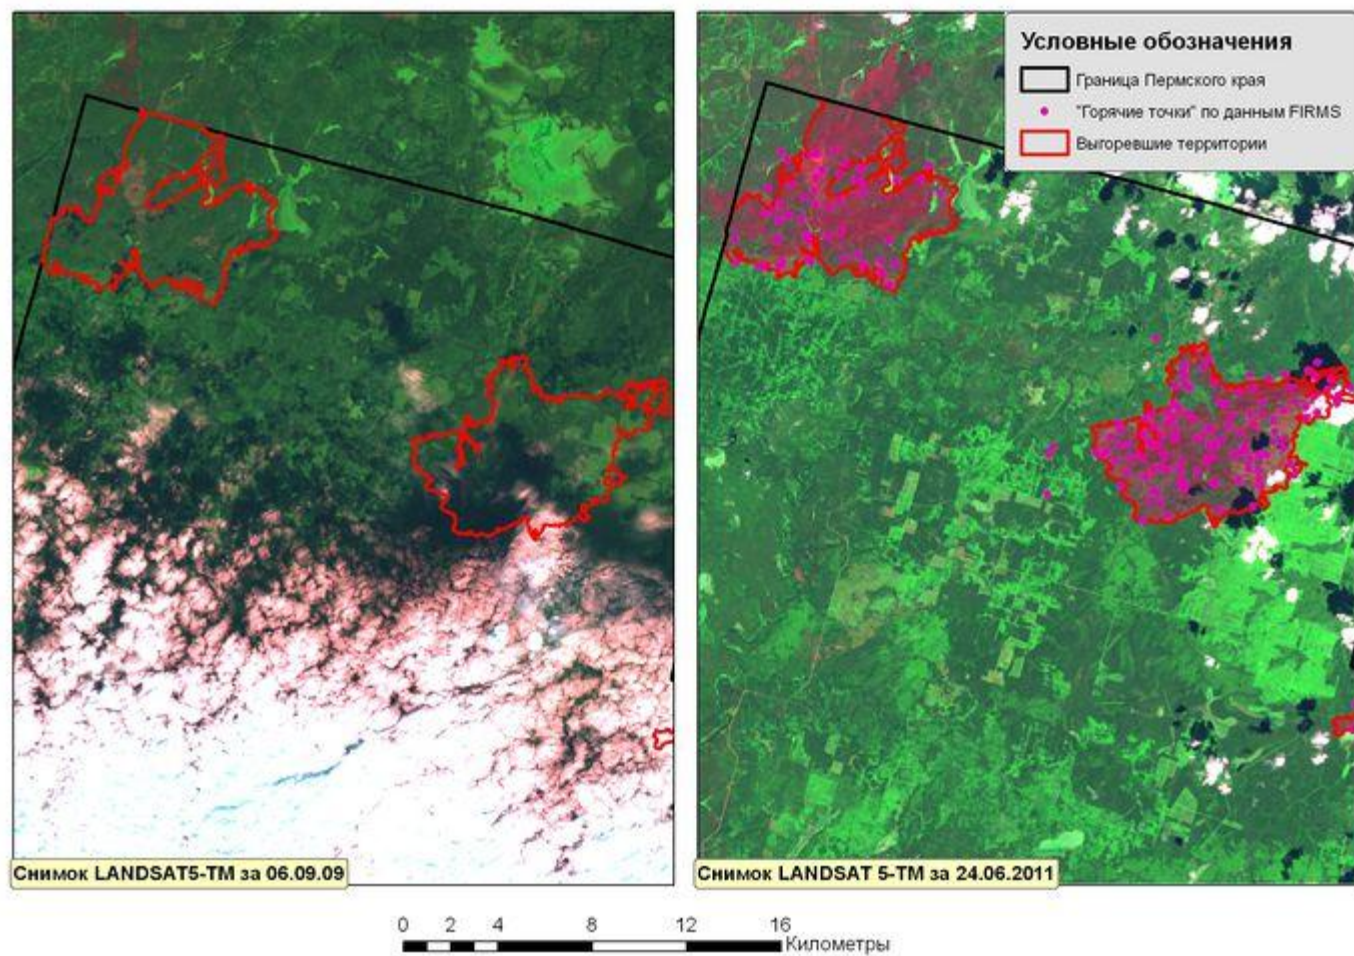 Условные обозначения
Граница Пермского края
"Горячие точки" по данным FIRMS
Выгоревшие территории
Снимок LANDSAT5-TM за 06.09.09
Снимок LANDSAT 5-TM за 24.06.2011
0 2 4 8 12 16
Километры